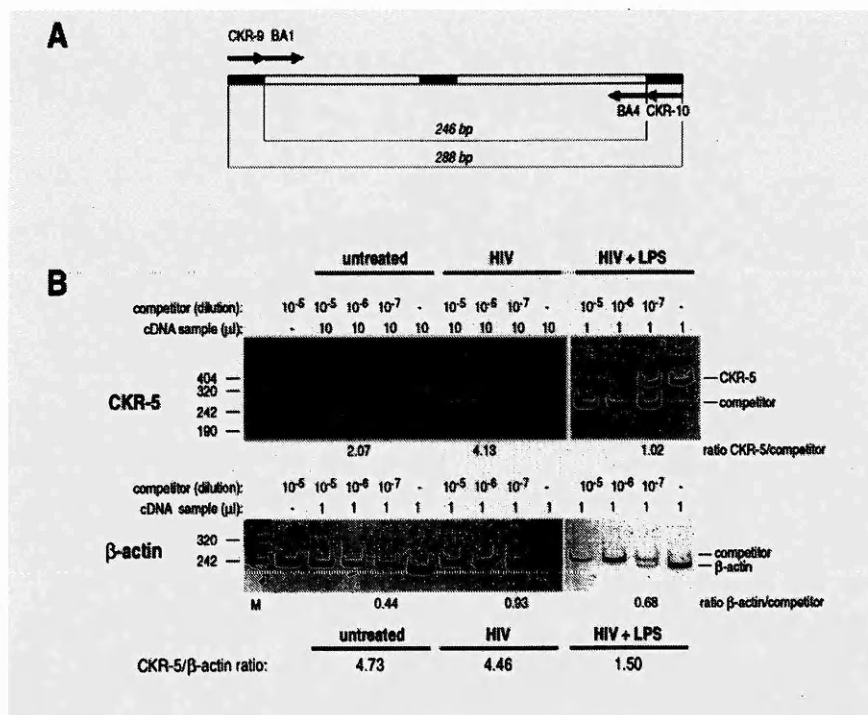 A
CKR-9 BA1
BA4 CKR-10
246 bp
288 bp
B
untreated HIV HIV + LPS
competitor (dilution): 10-5 10-5 10-6 10-7 - 10-5 10-6 10-7 - 10-5 10-6 10-7 -
cDNA sample (µl): - 10 10 10 10 10 10 10 10 1 1 1 1
CKR-5
404
320
242
190
CKR-5
competitor
2.07 4.13 1.02 ratio CKR-5/competitor
competitor (dilution): 10-5 10-5 10-6 10-7 - 10-5 10-6 10-7 - 10-5 10-6 10-7 -
cDNA sample (µl): - 1 1 1 1 1 1 1 1 1 1 1 1
β-actin
320
242
competitor
β-actin
M 0.44 0.93 0.68 ratio β-actin/competitor
untreated HIV HIV + LPS
CKR-5/β-actin ratio: 4.73 4.46 1.50